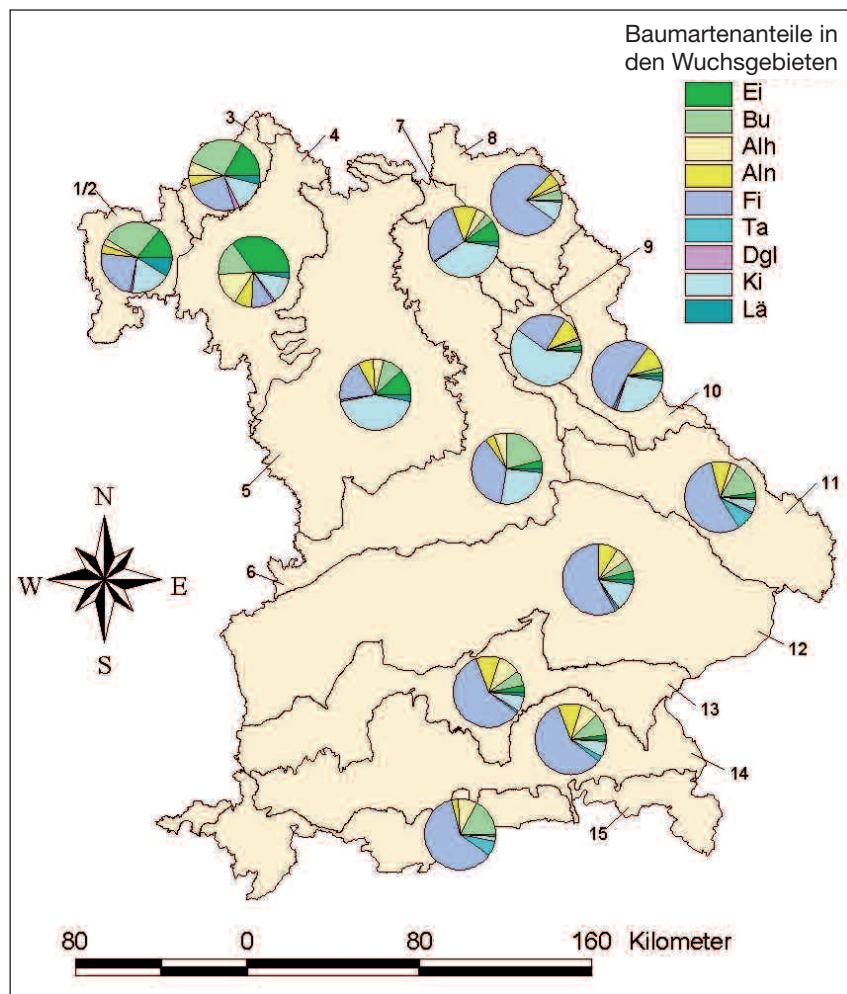 Baumartenanteile in
den Wuchsgebieten
Ei
Bu
Alh
Aln
Fi
Ta
Dgl
Ki
Lä
3
4
7
8
1/2
9
10
5
11
N
W
E
S
6
12
13
14
15
80
0
80
160
Kilometer